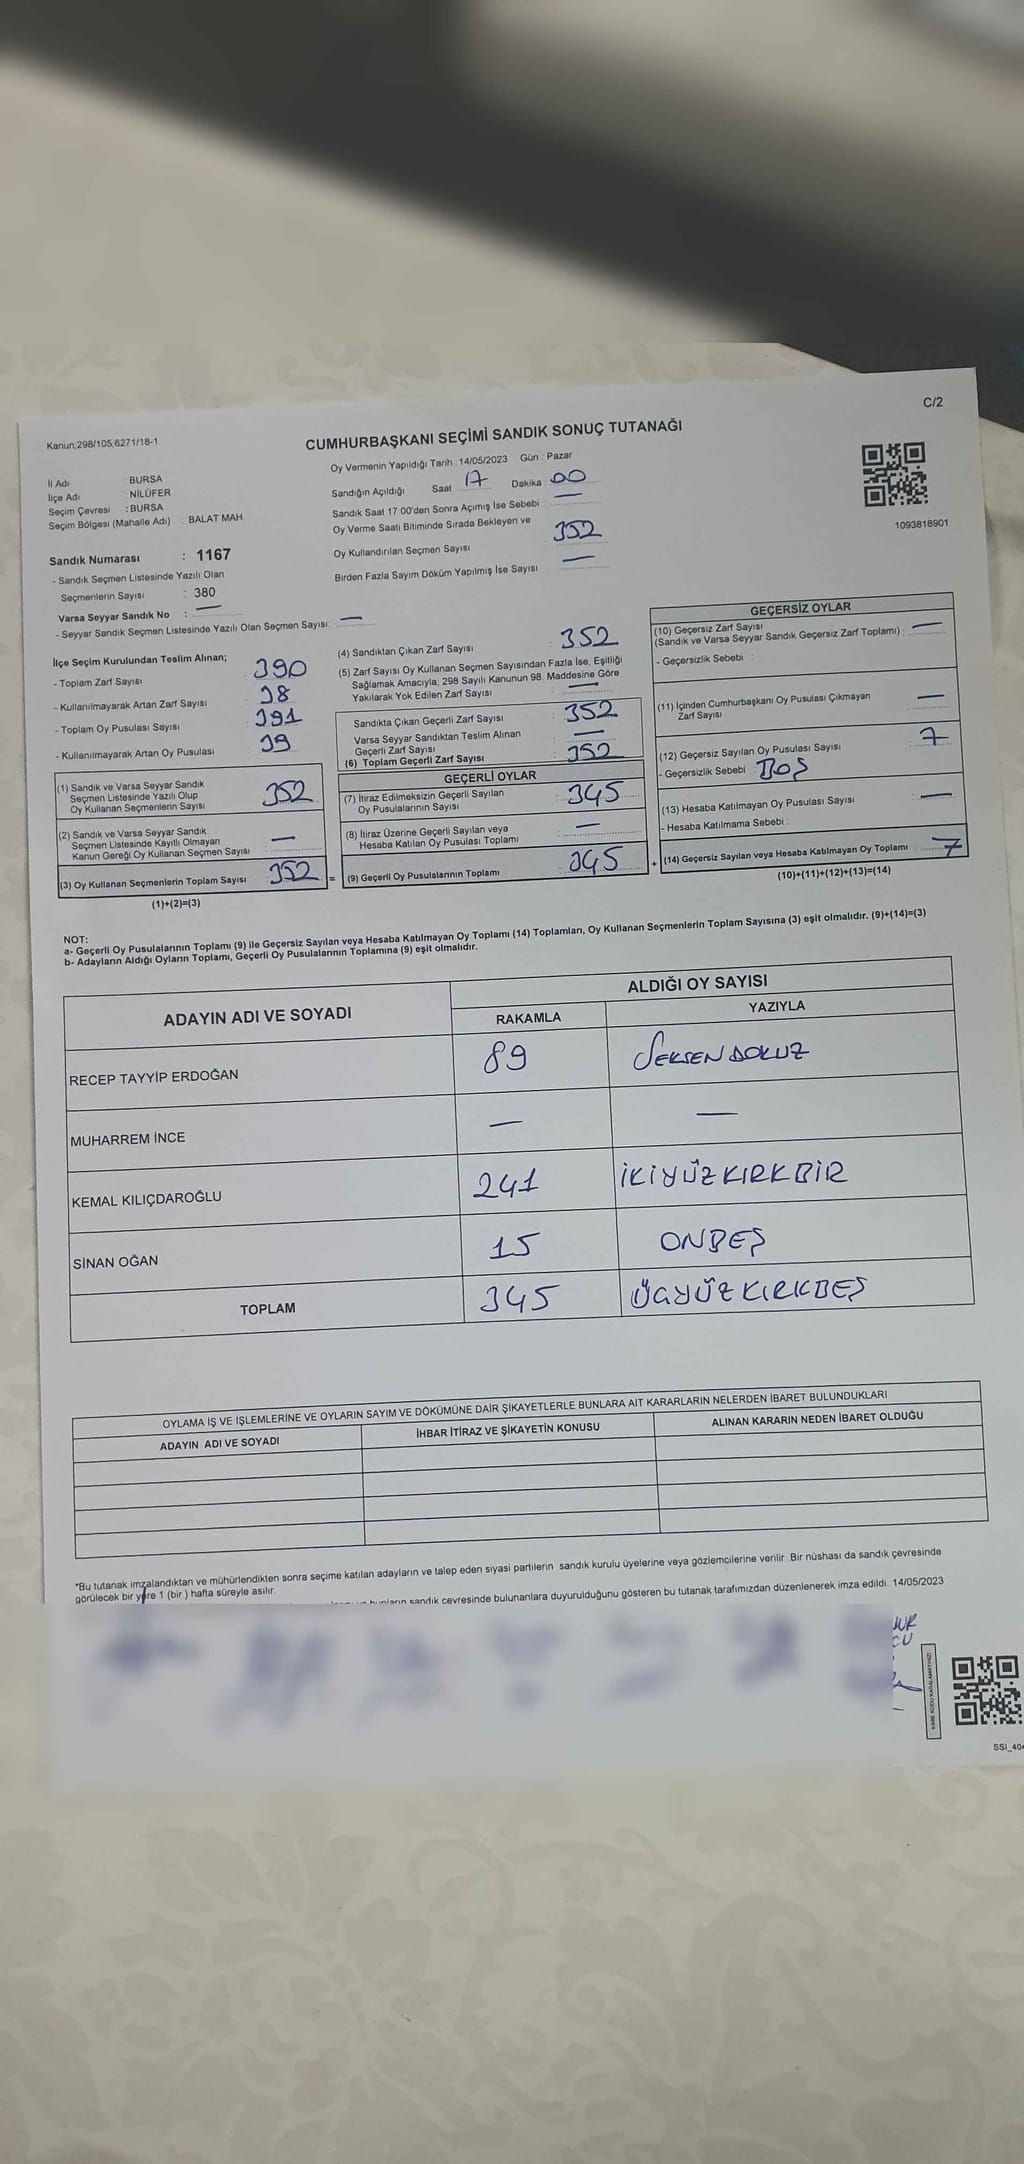 C/2
Kanun;298/105;6271/18-1
CUMHURBAŞKANI SEÇİMİ SANDIK SONUÇ TUTANAĞI
İl Adı : BURSA
İlçe Adı : NİLÜFER
Seçim Çevresi : BURSA
Seçim Bölgesi (Mahalle Adı) : BALAT MAH
Sandık Numarası : 1167
- Sandık Seçmen Listesinde Yazılı Olan
Seçmenlerin Sayısı : 380
Varsa Seyyar Sandık No : —
- Seyyar Sandık Seçmen Listesinde Yazılı Olan Seçmen Sayısı: —
Oy Vermenin Yapıldığı Tarih : 14/05/2023 Gün : Pazar
Sandığın Açıldığı Saat 17 Dakika : 00
Sandık Saat 17:00'den Sonra Açımış İse Sebebi : —
Oy Verme Saati Bitiminde Sırada Bekleyen ve
Oy Kullandırılan Seçmen Sayısı : 352
Birden Fazla Sayım Döküm Yapılmış İse Sayısı : —
1093818901
İlçe Seçim Kurulundan Teslim Alınan;
- Toplam Zarf Sayısı : 390
- Kullanılmayarak Artan Zarf Sayısı : 38
- Toplam Oy Pusulası Sayısı : 391
- Kullanılmayarak Artan Oy Pusulası : 39
(1) Sandık ve Varsa Seyyar Sandık
Seçmen Listesinde Yazılı Olup
Oy Kullanan Seçmenlerin Sayısı : 352
(2) Sandık ve Varsa Seyyar Sandık
Seçmen Listesinde Kayıtlı Olmayan
Kanun Gereği Oy Kullanan Seçmen Sayısı : —
(3) Oy Kullanan Seçmenlerin Toplam Sayısı : 352 =
(1)+(2)=(3)
(4) Sandıktan Çıkan Zarf Sayısı : 352
(5) Zarf Sayısı Oy Kullanan Seçmen Sayısından Fazla İse, Eşitliği
Sağlamak Amacıyla; 298 Sayılı Kanunun 98. Maddesine Göre
Yakılarak Yok Edilen Zarf Sayısı : —
Sandıkta Çıkan Geçerli Zarf Sayısı : 352
Varsa Seyyar Sandıktan Teslim Alınan
Geçerli Zarf Sayısı : —
(6) Toplam Geçerli Zarf Sayısı : 352
GEÇERLİ OYLAR
(7) İtiraz Edilmeksizin Geçerli Sayılan
Oy Pusulalarının Sayısı : 345
(8) İtiraz Üzerine Geçerli Sayılan veya
Hesaba Katılan Oy Pusulası Toplamı : —
(9) Geçerli Oy Pusulalarının Toplamı : 345 +
GEÇERSİZ OYLAR
(10) Geçersiz Zarf Sayısı
(Sandık ve Varsa Seyyar Sandık Geçersiz Zarf Toplamı) : —
- Geçersizlik Sebebi :
(11) İçinden Cumhurbaşkanı Oy Pusulası Çıkmayan
Zarf Sayısı : —
(12) Geçersiz Sayılan Oy Pusulası Sayısı : 7
- Geçersizlik Sebebi : BOŞ
(13) Hesaba Katılmayan Oy Pusulası Sayısı : —
- Hesaba Katılmama Sebebi :
(14) Geçersiz Sayılan veya Hesaba Katılmayan Oy Toplamı : 7
(10)+(11)+(12)+(13)=(14)
NOT:
a- Geçerli Oy Pusulalarının Toplamı (9) ile Geçersiz Sayılan veya Hesaba Katılmayan Oy Toplamı (14) Toplamları, Oy Kullanan Seçmenlerin Toplam Sayısına (3) eşit olmalıdır. (9)+(14)=(3)
b- Adayların Aldığı Oyların Toplamı, Geçerli Oy Pusulalarının Toplamına (9) eşit olmalıdır.
ADAYIN ADI VE SOYADI
ALDIĞI OY SAYISI
RAKAMLA YAZIYLA
RECEP TAYYİP ERDOĞAN 89 SEKSENDOKUZ
MUHARREM İNCE — —
KEMAL KILIÇDAROĞLU 241 İKİYÜZKIRKBİR
SİNAN OĞAN 15 ONBEŞ
TOPLAM 345 ÜÇYÜZKIRKBEŞ
OYLAMA İŞ VE İŞLEMLERİNE VE OYLARIN SAYIM VE DÖKÜMÜNE DAİR ŞİKAYETLERLE BUNLARA AİT KARARLARIN NELERDEN İBARET BULUNDUKLARI
ADAYIN ADI VE SOYADI İHBAR İTİRAZ VE ŞİKAYETİN KONUSU ALINAN KARARIN NEDEN İBARET OLDUĞU
*Bu tutanak imzalandıktan ve mühürlendikten sonra seçime katılan adayların ve talep eden siyasi partilerin sandık kurulu üyelerine veya gözlemcilerine verilir. Bir nüshası da sandık çevresinde
görülecek bir yere 1 (bir ) hafta süreyle asılır.
bunların sandık çevresinde bulunanlara duyurulduğunu gösteren bu tutanak tarafımızdan düzenlenerek imza edildi. 14/05/2023
KARE KODU KARALAMAYINIZ!
SSI_404